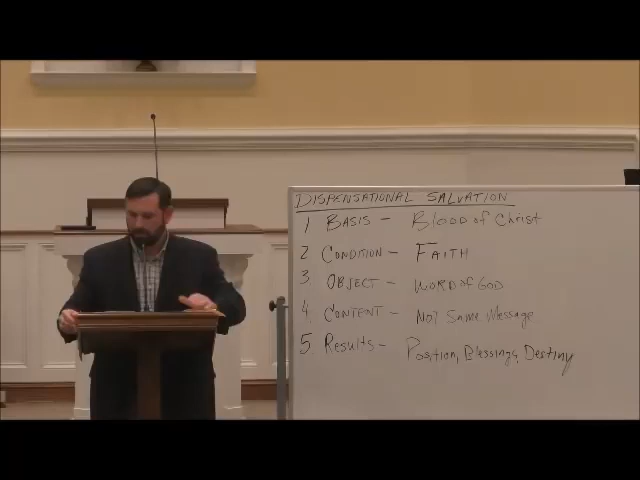 DISPENSATIONAL SALVATION
1 BASIS - Blood of Christ
2 CONDITION - FAITH
3 OBJECT - WORD OF GOD
4 CONTENT - Not Same Message
5 Results - Position, Blessings, Destiny